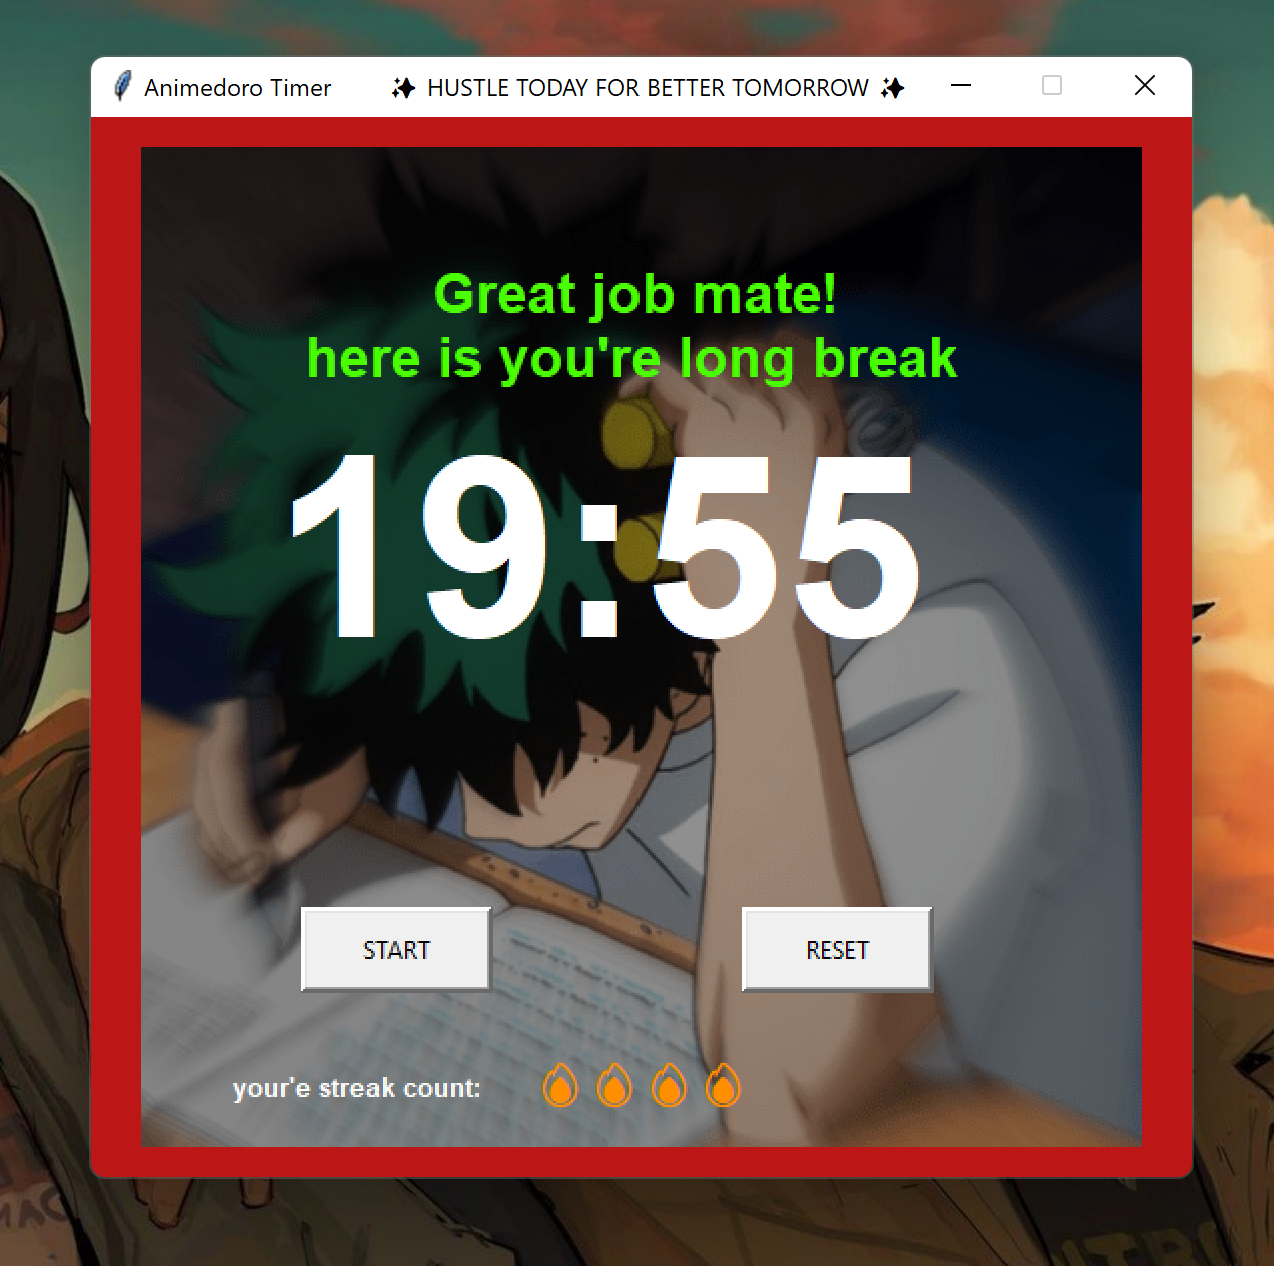 Animedoro Timer ✨ HUSTLE TODAY FOR BETTER TOMORROW ✨
Great job mate!
here is you're long break
19:55
START RESET
your'e streak count: